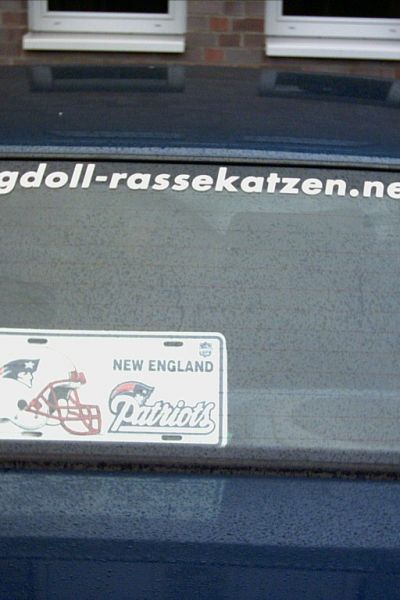 gdoll-rassekatzen.ne
NEW ENGLAND
Patriots